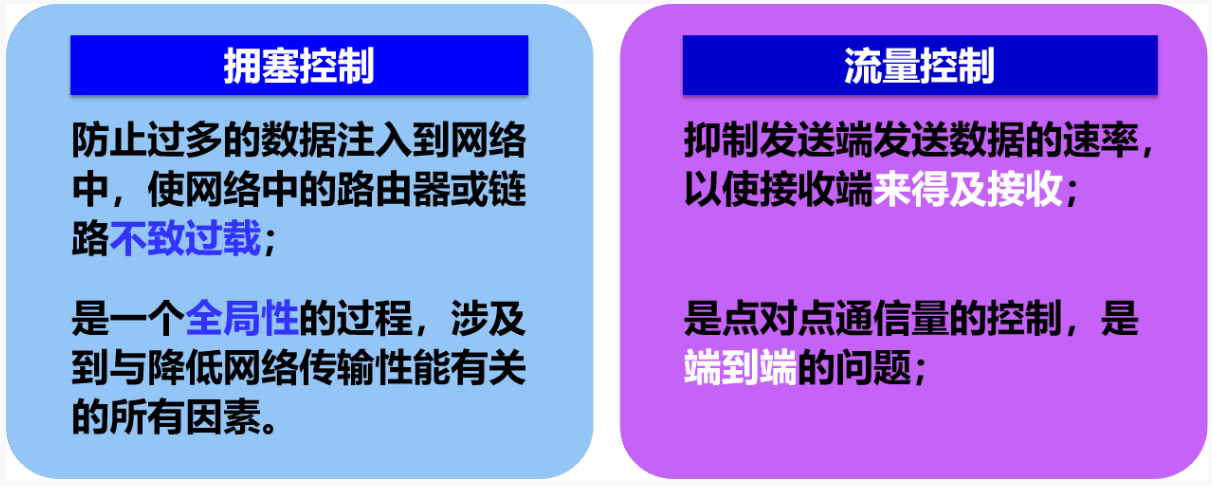 拥塞控制
防止过多的数据注入到网络
中，使网络中的路由器或链
路不致过载；
是一个全局性的过程，涉及
到与降低网络传输性能有关
的所有因素。
流量控制
抑制发送端发送数据的速率，
以使接收端来得及接收；
是点对点通信量的控制，是
端到端的问题；